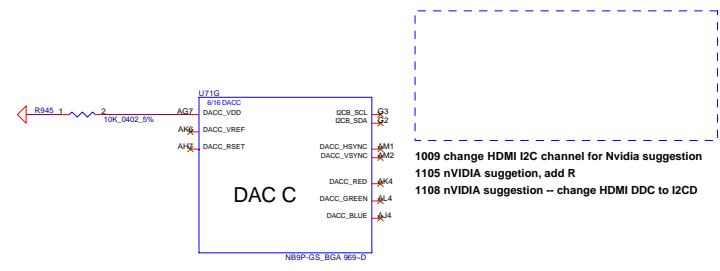 U71G
6/16 DACC
R945 1 2 AG7 DACC_VDD I2CB_SCL G3
10K_0402_5% I2CB_SDA G2
AK6 DACC_VREF
AH7 DACC_RSET DACC_HSYNC AM1
DACC_VSYNC AM2
DACC_RED AK4
DAC C
DACC_GREEN AL4
DACC_BLUE AJ4
NB9P-GS_BGA 969~D
1009 change HDMI I2C channel for Nvidia suggestion
1105 nVIDIA suggetion, add R
1108 nVIDIA suggestion -- change HDMI DDC to I2CD